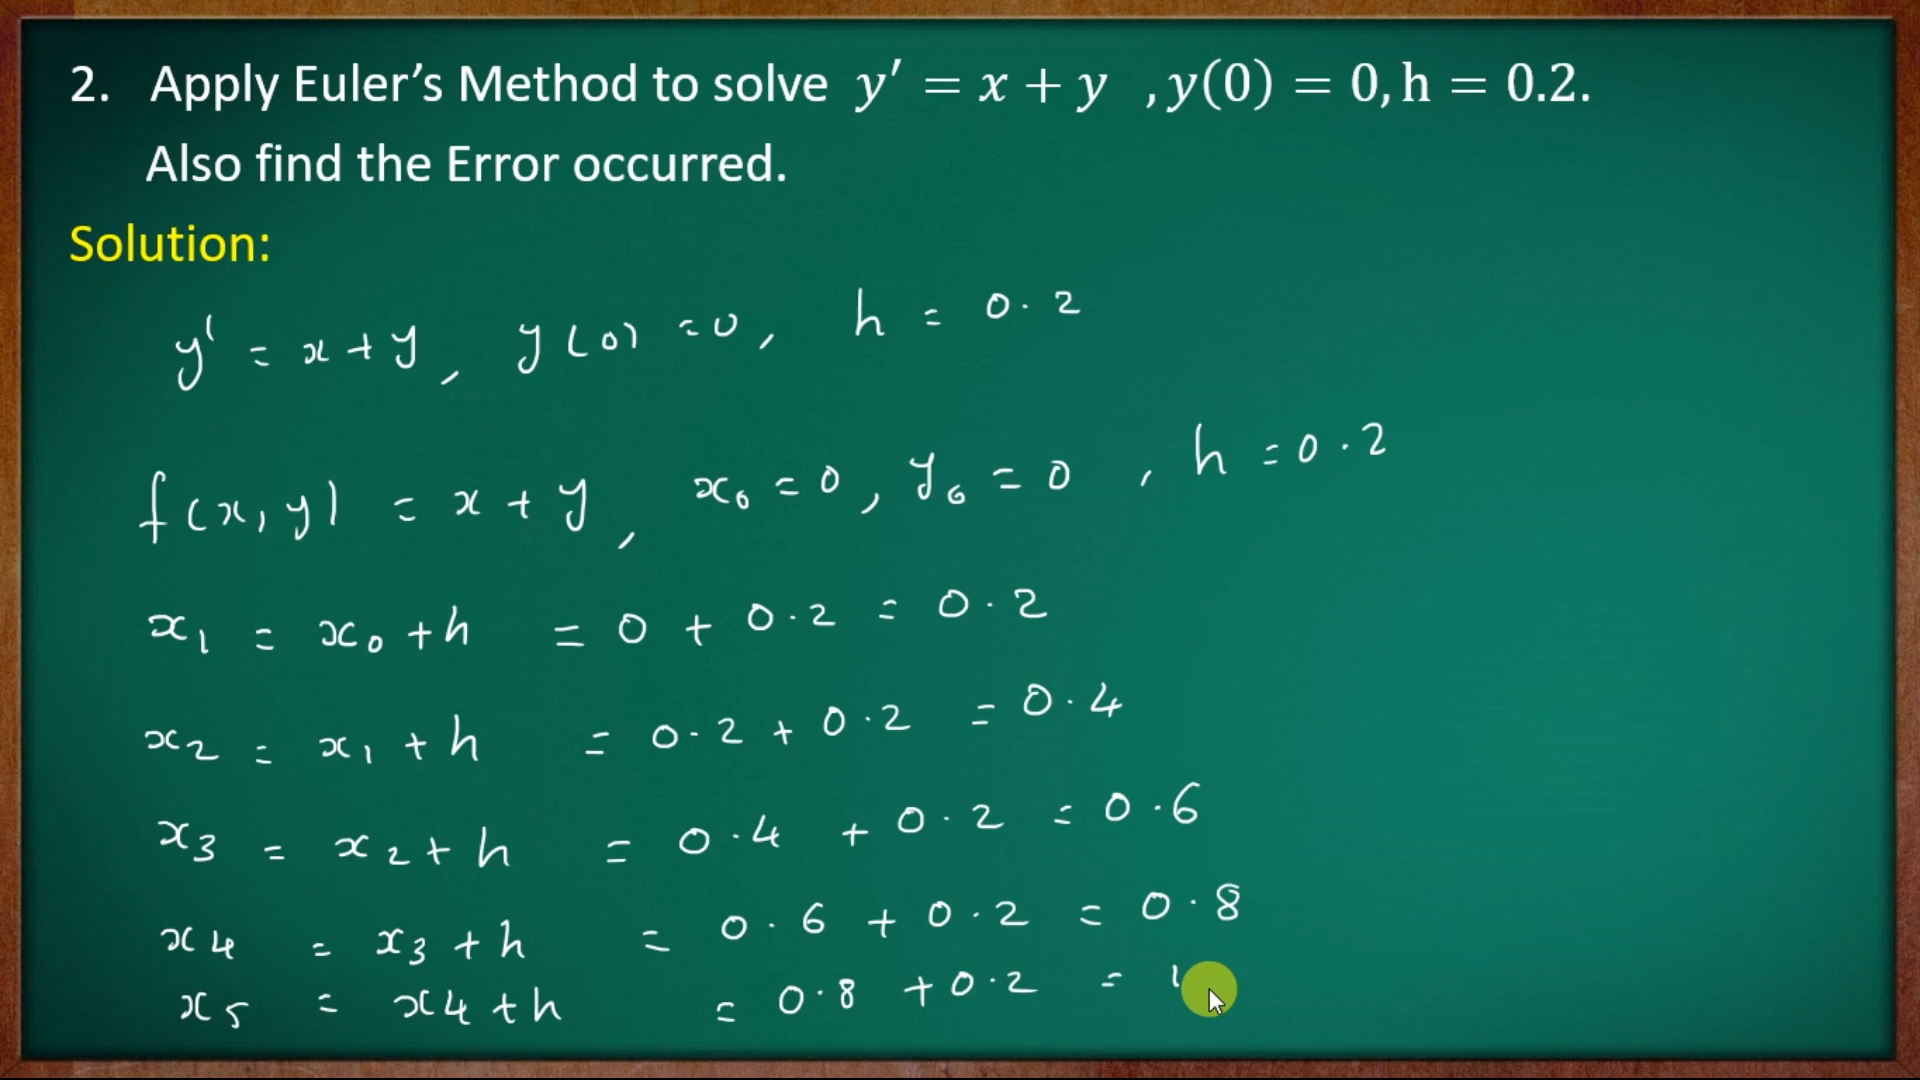 2. Apply Euler's Method to solve y′ = x + y , y(0) = 0, h = 0.2.
Also find the Error occurred.
Solution:
y' = x + y, y(0) = 0, h = 0.2
f(x, y) = x + y, x₀ = 0, y₀ = 0, h = 0.2
x₁ = x₀ + h = 0 + 0.2 = 0.2
x₂ = x₁ + h = 0.2 + 0.2 = 0.4
x₃ = x₂ + h = 0.4 + 0.2 = 0.6
x₄ = x₃ + h = 0.6 + 0.2 = 0.8
x₅ = x₄ + h = 0.8 + 0.2 = 1